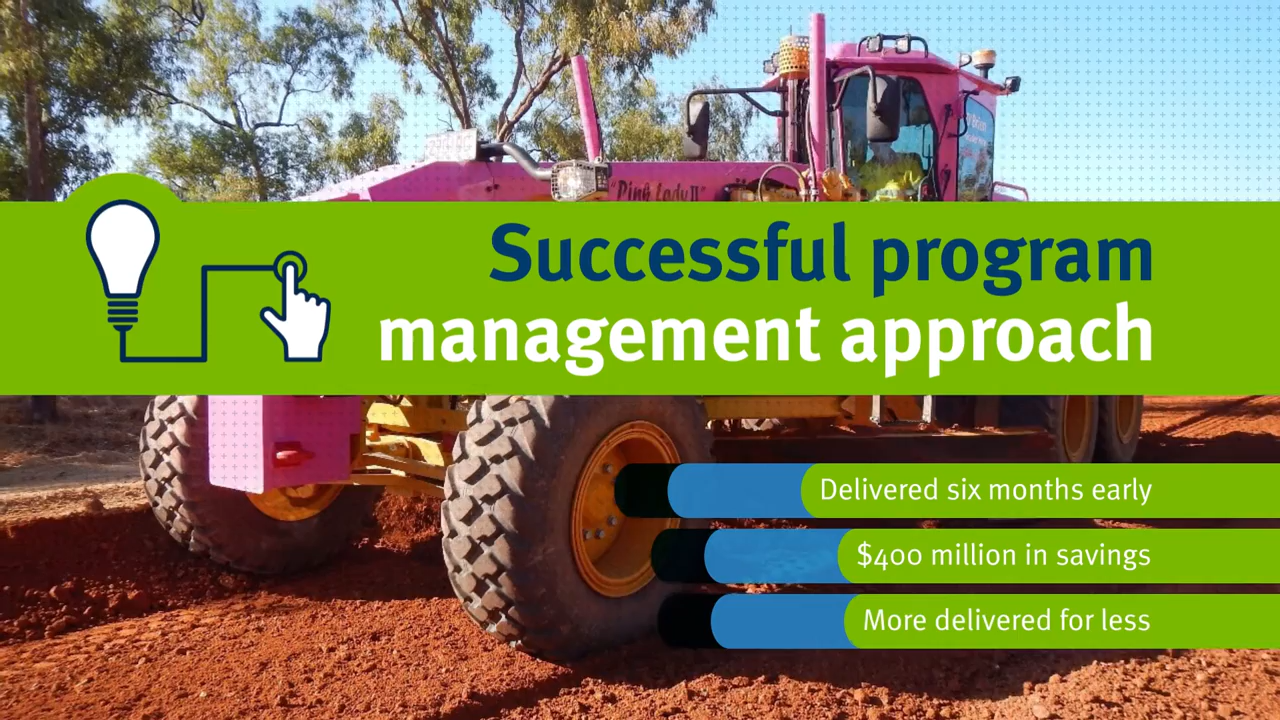 "Pink Lady II"
Successful program
management approach
Delivered six months early
$400 million in savings
More delivered for less